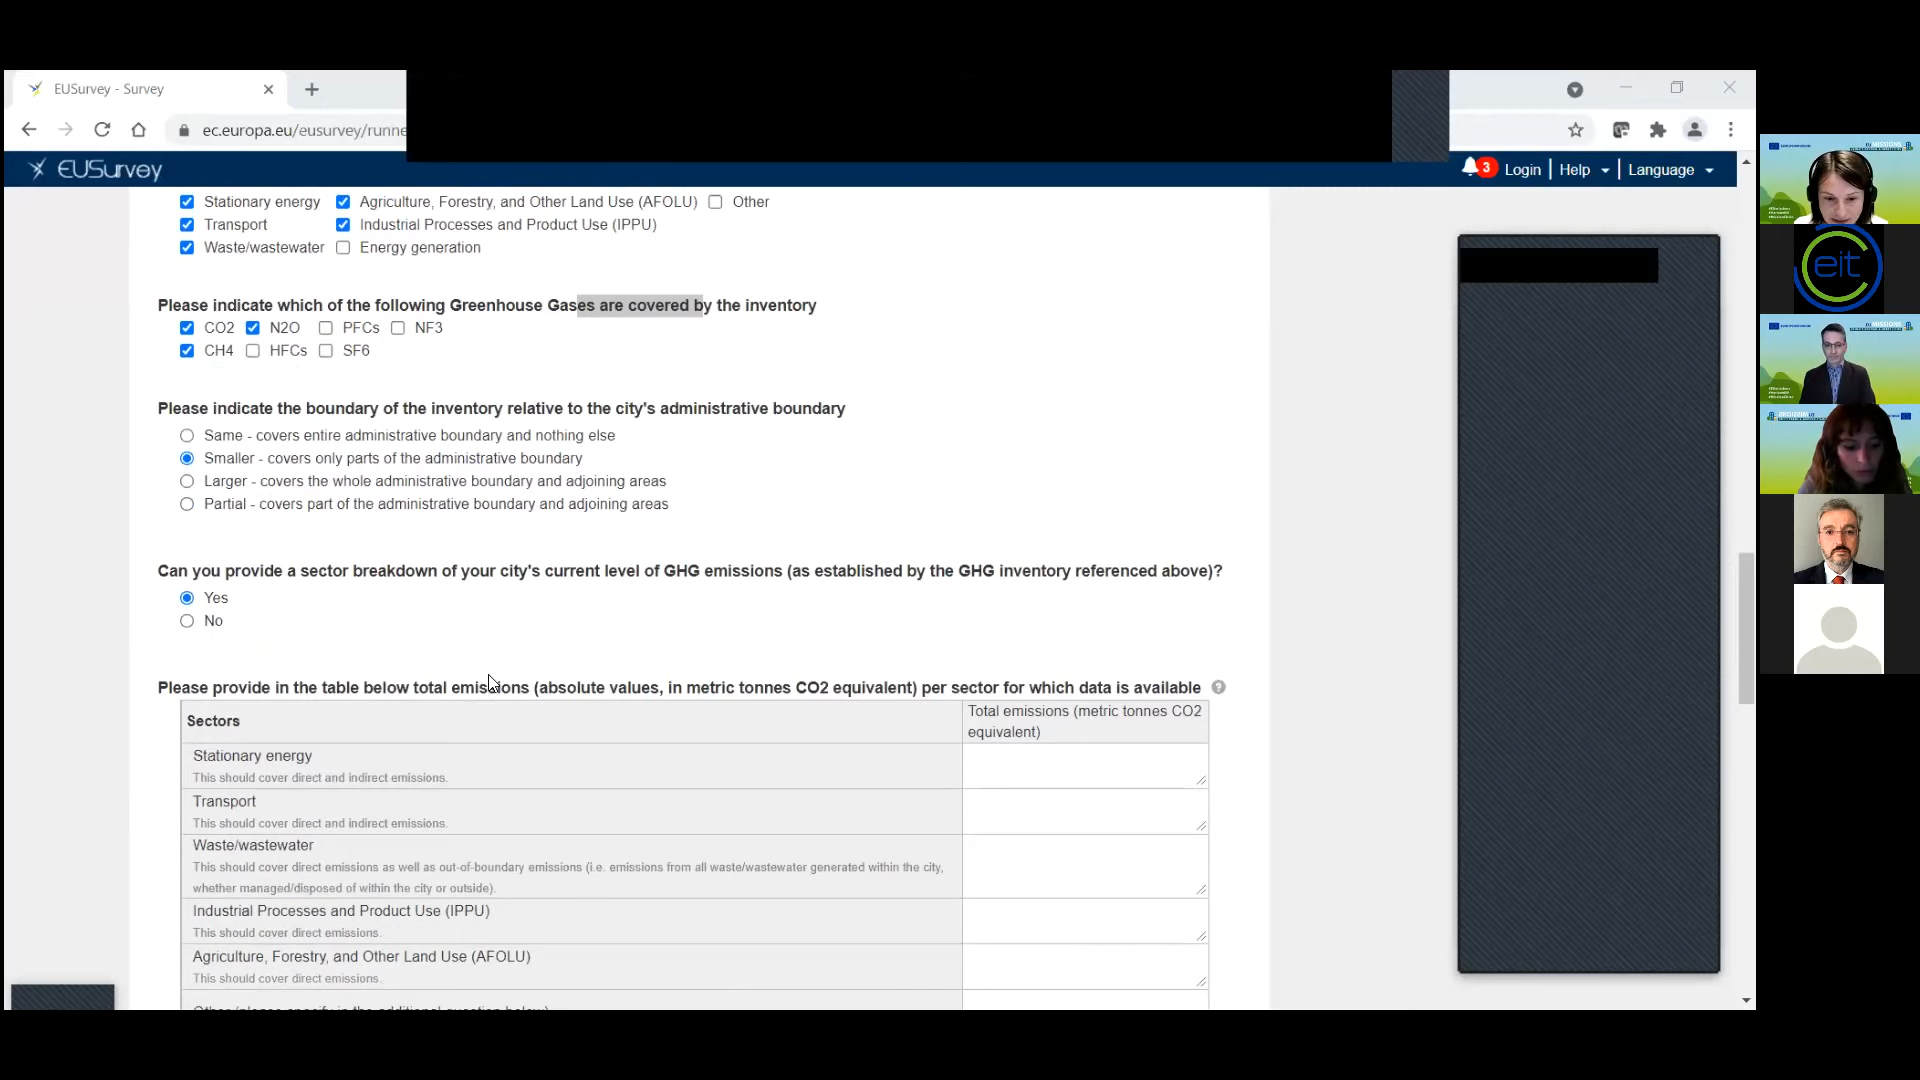 EUSurvey - Survey
ec.europa.eu/eusurvey/runne
EUSurvey
3 Login | Help | Language
Stationary energy Agriculture, Forestry, and Other Land Use (AFOLU) Other
Transport Industrial Processes and Product Use (IPPU)
Waste/wastewater Energy generation
Please indicate which of the following Greenhouse Gases are covered by the inventory
CO2 N2O PFCs NF3
CH4 HFCs SF6
Please indicate the boundary of the inventory relative to the city's administrative boundary
Same - covers entire administrative boundary and nothing else
Smaller - covers only parts of the administrative boundary
Larger - covers the whole administrative boundary and adjoining areas
Partial - covers part of the administrative boundary and adjoining areas
Can you provide a sector breakdown of your city's current level of GHG emissions (as established by the GHG inventory referenced above)?
Yes
No
Please provide in the table below total emissions (absolute values, in metric tonnes CO2 equivalent) per sector for which data is available ?
Sectors
Total emissions (metric tonnes CO2
equivalent)
Stationary energy
This should cover direct and indirect emissions.
Transport
This should cover direct and indirect emissions.
Waste/wastewater
This should cover direct emissions as well as out-of-boundary emissions (i.e. emissions from all waste/wastewater generated within the city,
whether managed/disposed of within the city or outside).
Industrial Processes and Product Use (IPPU)
This should cover direct emissions.
Agriculture, Forestry, and Other Land Use (AFOLU)
This should cover direct emissions.
Other (please specify in the additional question below)
eit